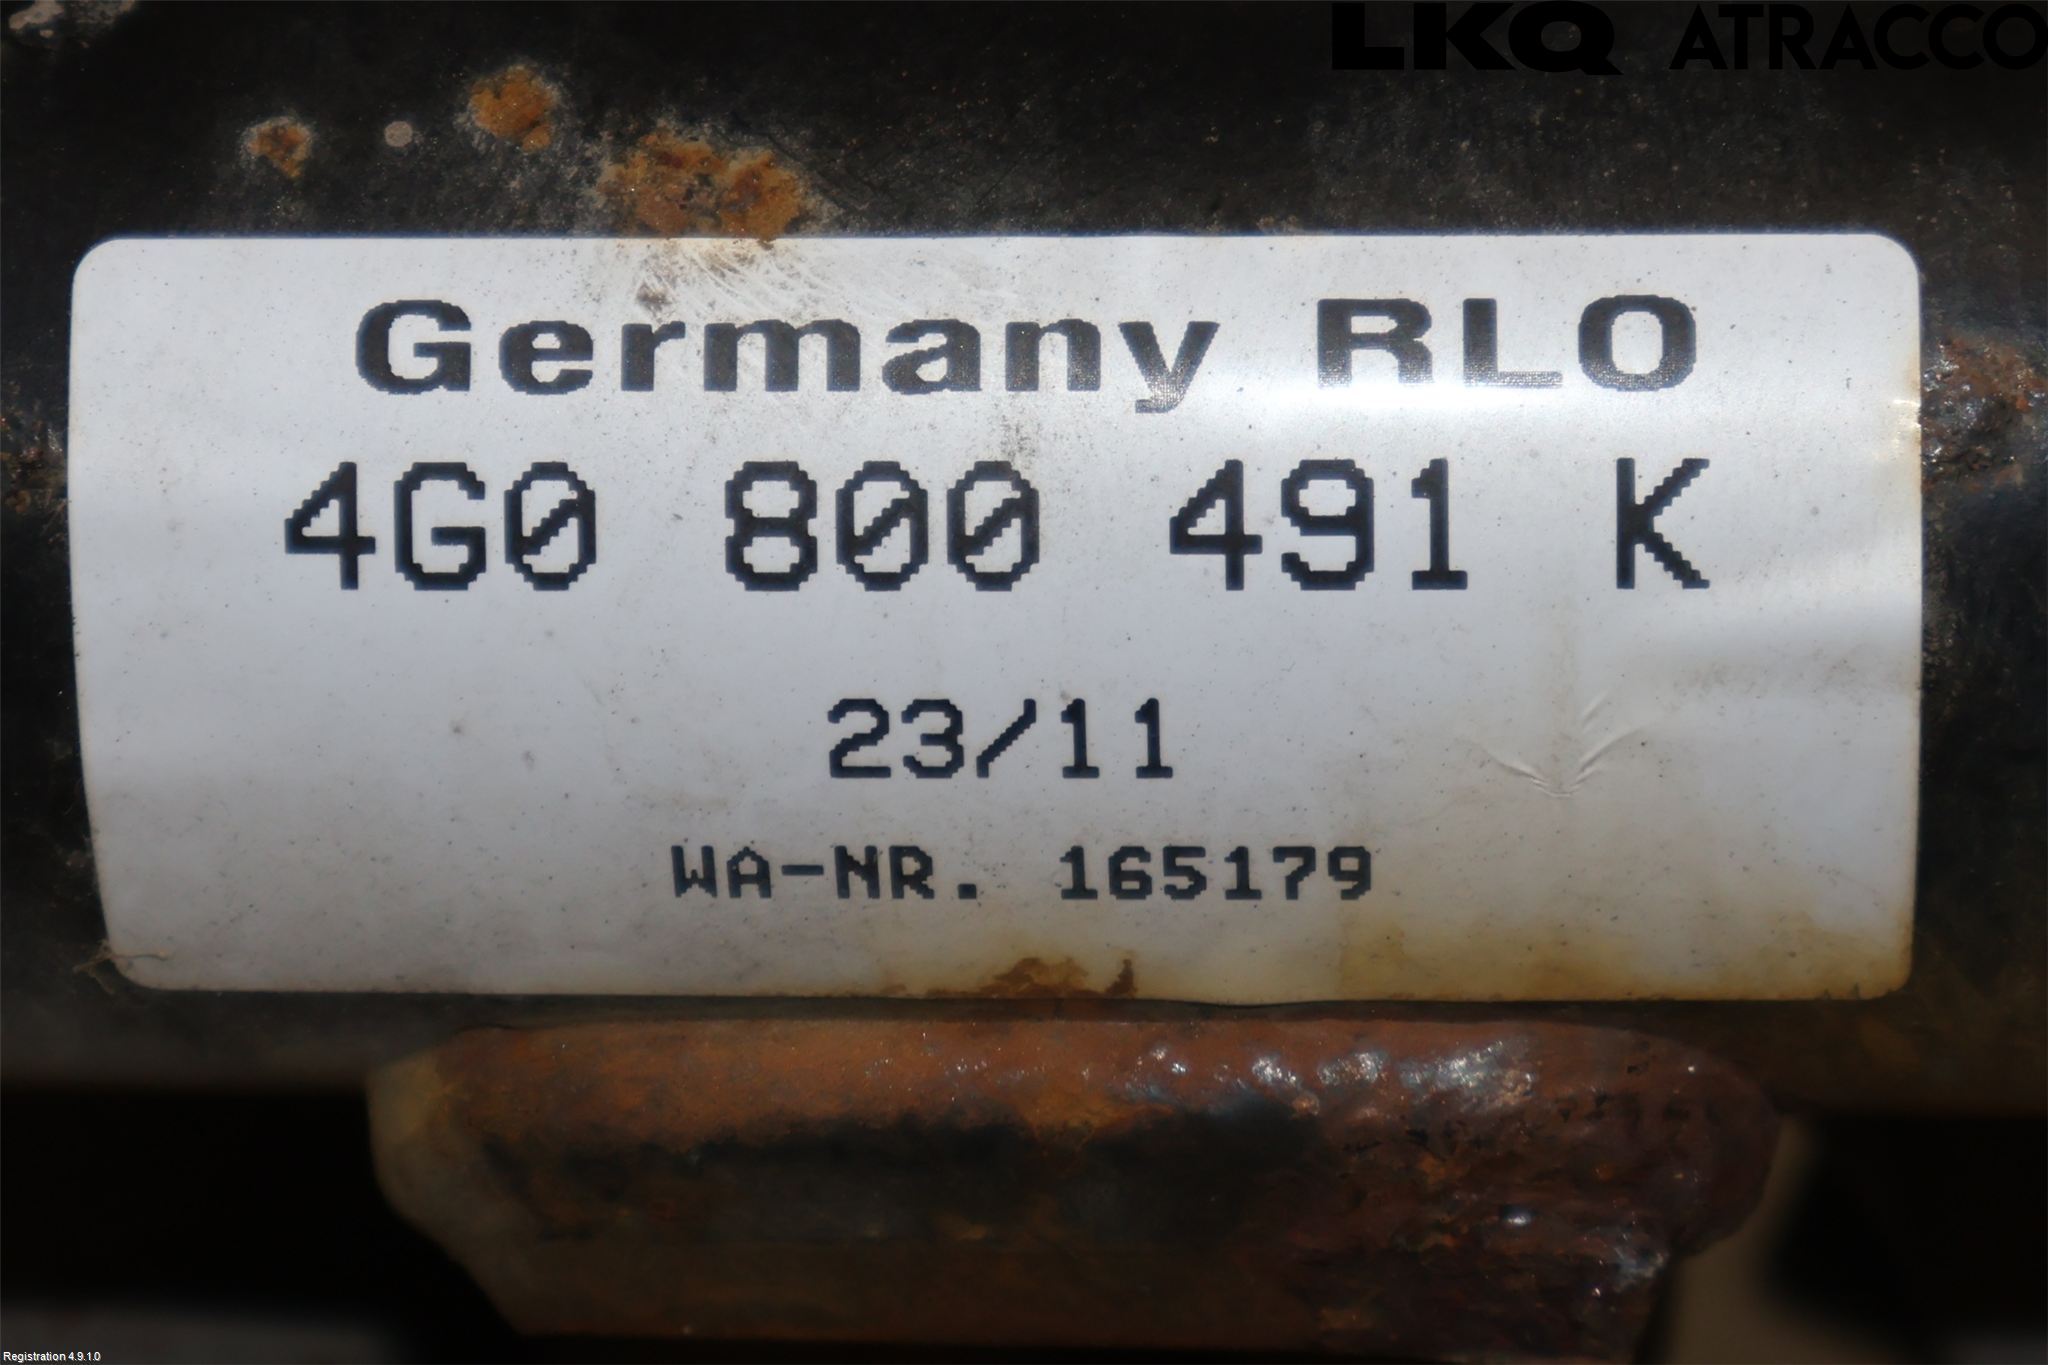 LKQ ATRACCO
Germany RLO
4G0 800 491 K
23/11
WA-NR. 165179
Registration 4.9.1.0